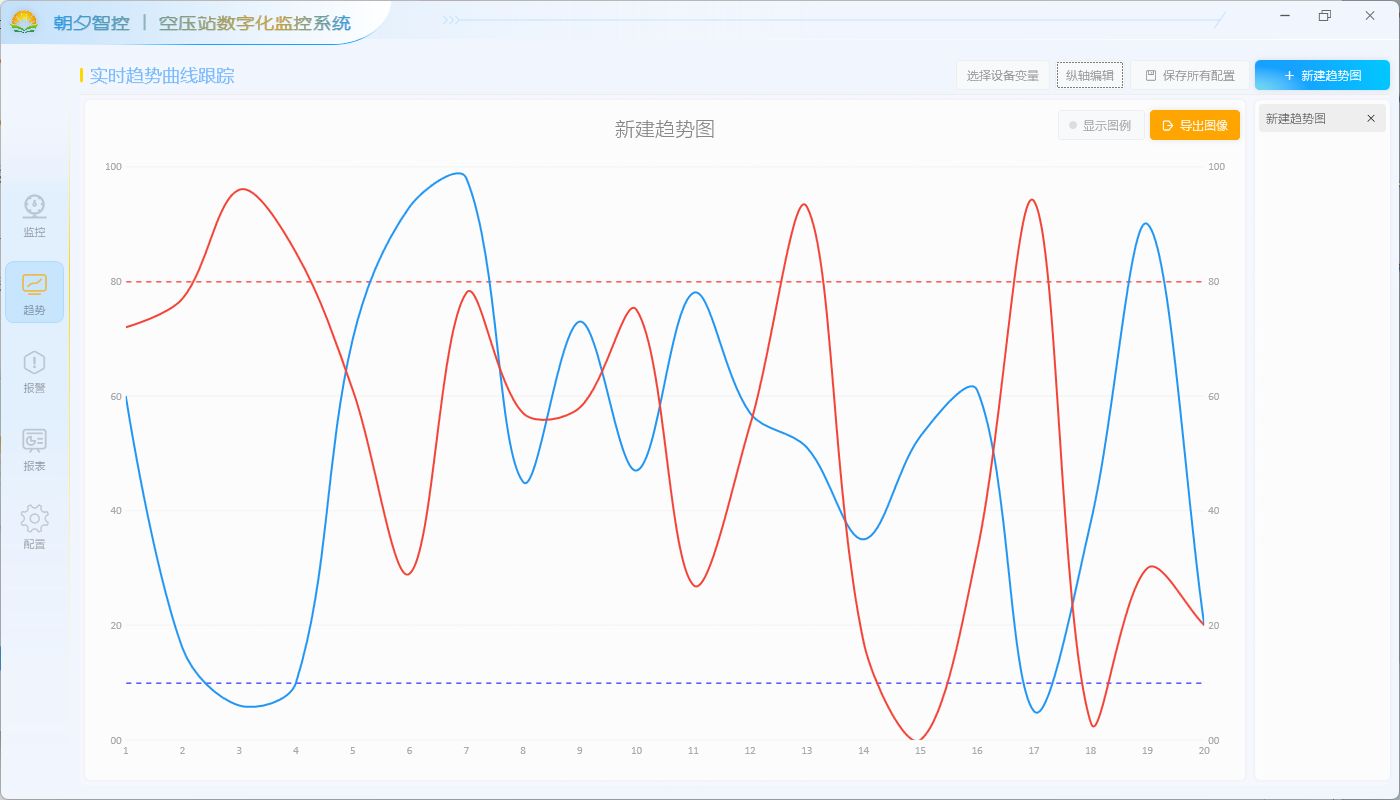 朝夕智控 | 空压站数字化监控系统
实时趋势曲线跟踪
选择设备变量
纵轴编辑
保存所有配置
+ 新建趋势图
新建趋势图
显示图例
导出图像
新建趋势图
监控
趋势
报警
报表
配置
100
80
60
40
20
00
100
80
60
40
20
00
1 2 3 4 5 6 7 8 9 10 11 12 13 14 15 16 17 18 19 20